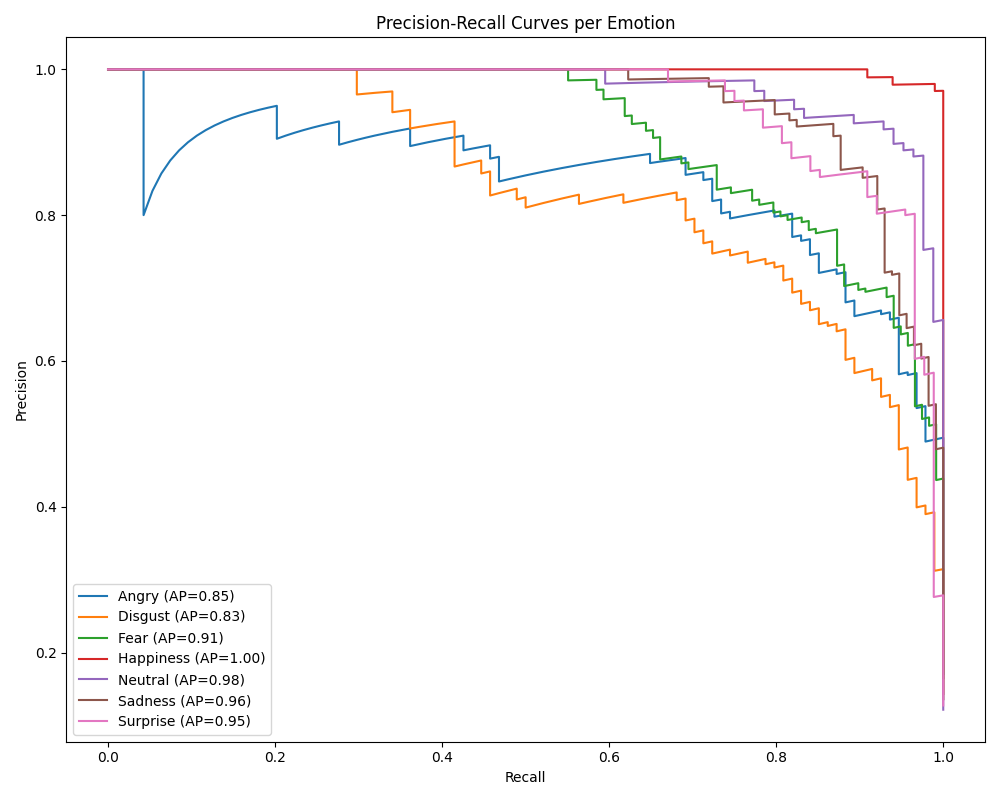 Precision-Recall Curves per Emotion
1.0
0.8
0.6
0.4
0.2
Precision
Angry (AP=0.85)
Disgust (AP=0.83)
Fear (AP=0.91)
Happiness (AP=1.00)
Neutral (AP=0.98)
Sadness (AP=0.96)
Surprise (AP=0.95)
0.0 0.2 0.4 0.6 0.8 1.0
Recall